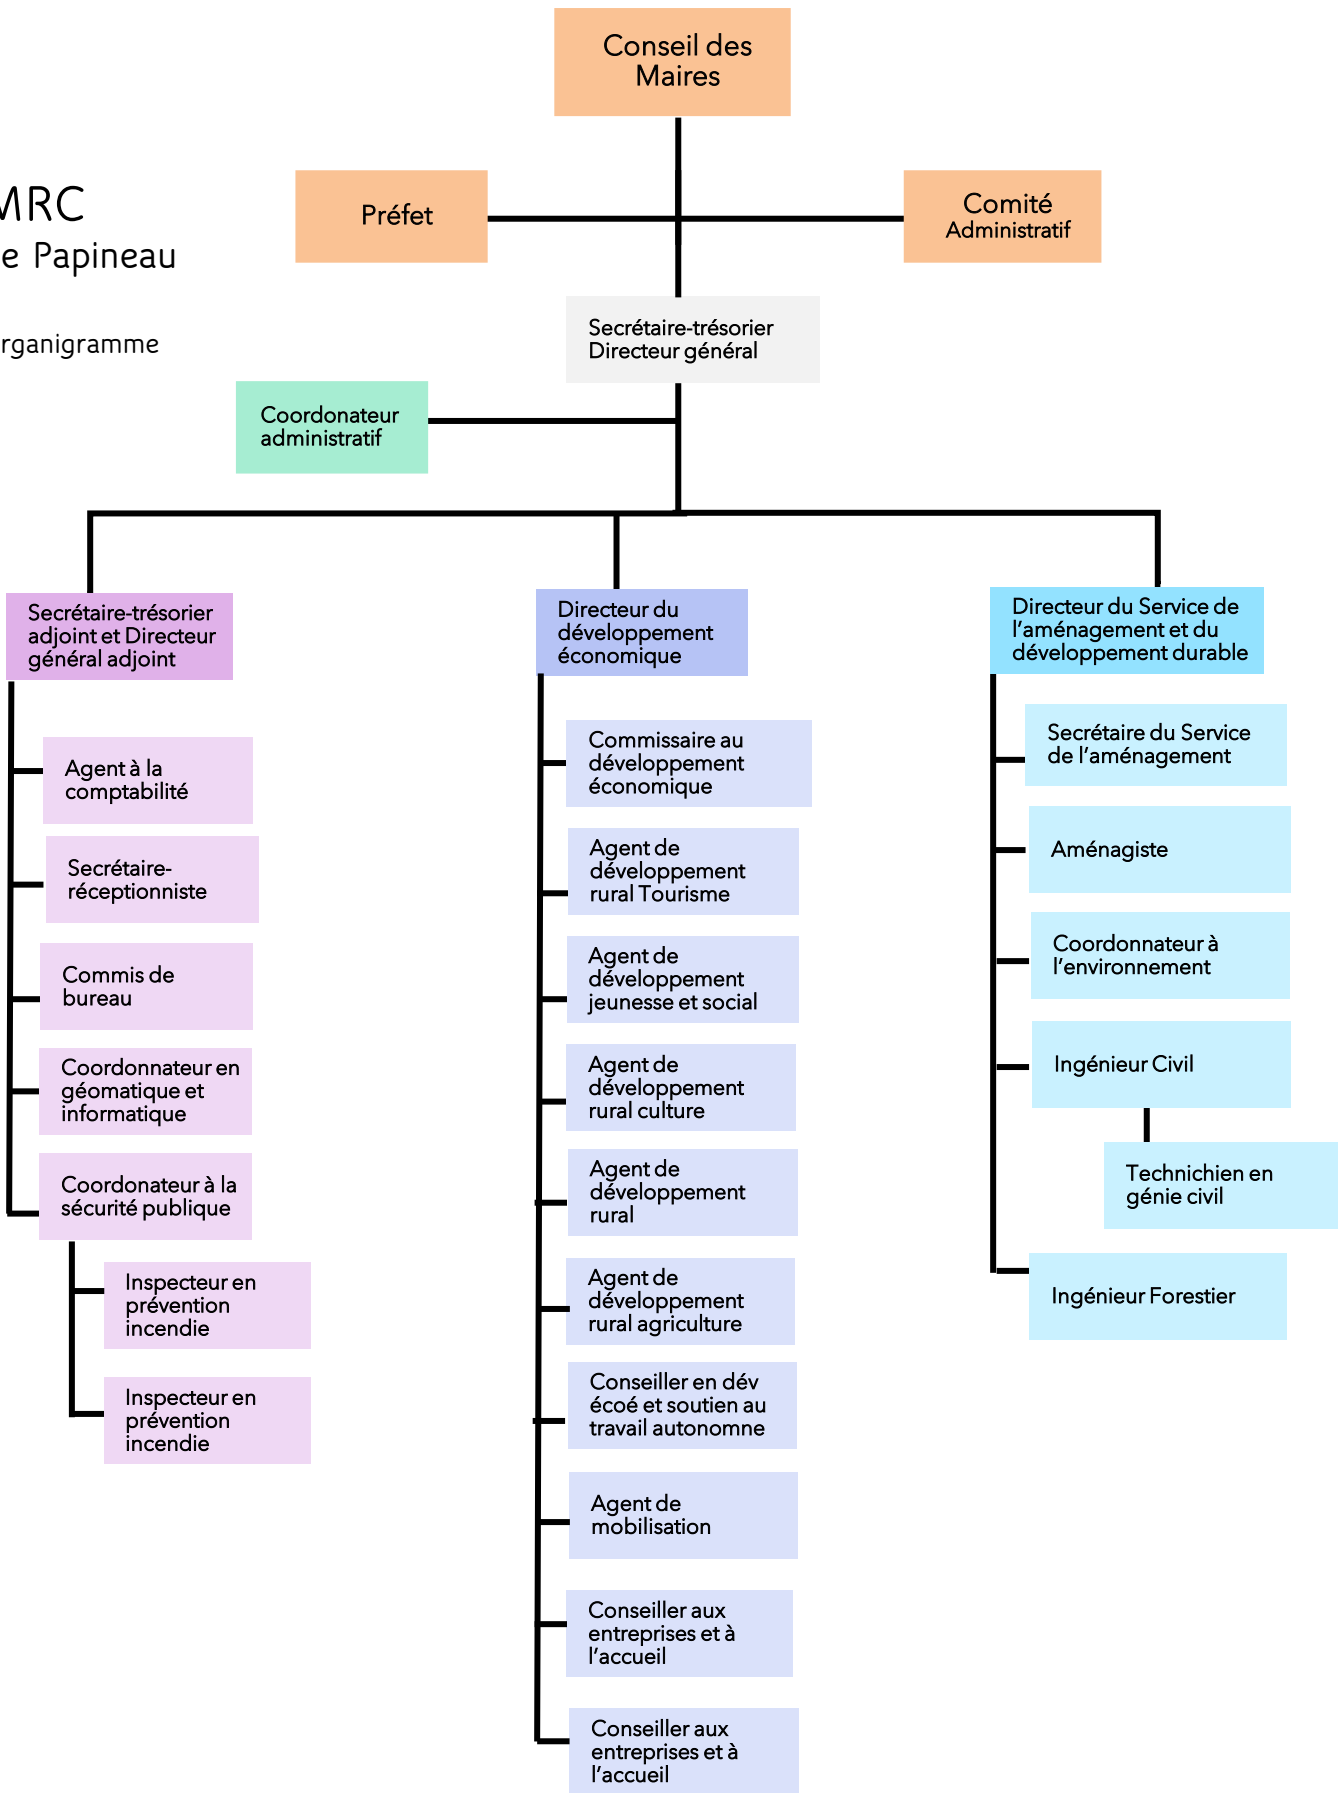 Conseil des
Maires
MRC
e Papineau
rganigramme
Préfet
Comité
Administratif
Secrétaire-trésorier
Directeur général
Coordonateur
administratif
Secrétaire-trésorier
adjoint et Directeur
général adjoint
Agent à la
comptabilité
Secrétaire-
réceptionniste
Commis de
bureau
Coordonnateur en
géomatique et
informatique
Coordonateur à la
sécurité publique
Inspecteur en
prévention
incendie
Inspecteur en
prévention
incendie
Directeur du
développement
économique
Commissaire au
développement
économique
Agent de
développement
rural Tourisme
Agent de
développement
jeunesse et social
Agent de
développement
rural culture
Agent de
développement
rural
Agent de
développement
rural agriculture
Conseiller en dév
écoé et soutien au
travail autonomne
Agent de
mobilisation
Conseiller aux
entreprises et à
l'accueil
Conseiller aux
entreprises et à
l'accueil
Directeur du Service de
l'aménagement et du
développement durable
Secrétaire du Service
de l'aménagement
Aménagiste
Coordonnateur à
l'environnement
Ingénieur Civil
Technichien en
génie civil
Ingénieur Forestier